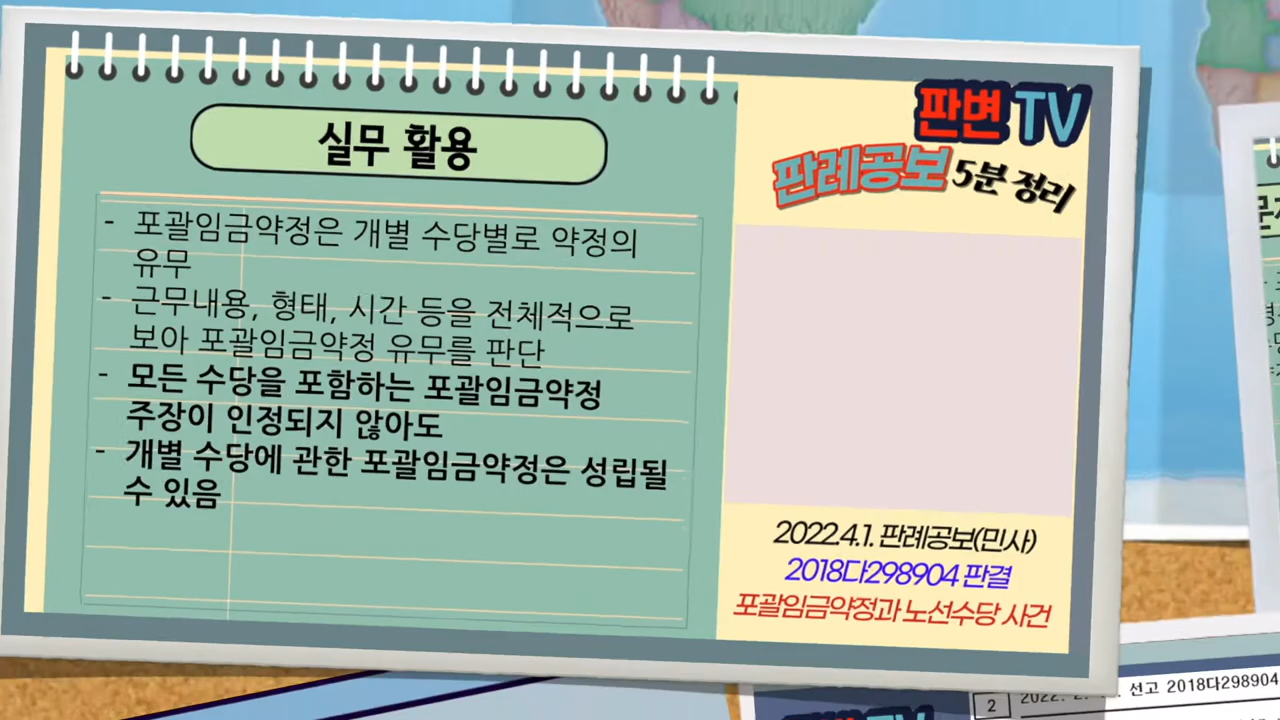 AMERICA
실무 활용
- 포괄임금약정은 개별 수당별로 약정의
유무
- 근무내용, 형태, 시간 등을 전체적으로
보아 포괄임금약정 유무를 판단
- 모든 수당을 포함하는 포괄임금약정
주장이 인정되지 않아도
- 개별 수당에 관한 포괄임금약정은 성립될
수 있음
판변 TV
판례공보 5분 정리
2022.4.1. 판례공보(민사)
2018다298904 판결
포괄임금약정과 노선수당 사건
2 2022. 2. 선고 2018다298904
판변 TV